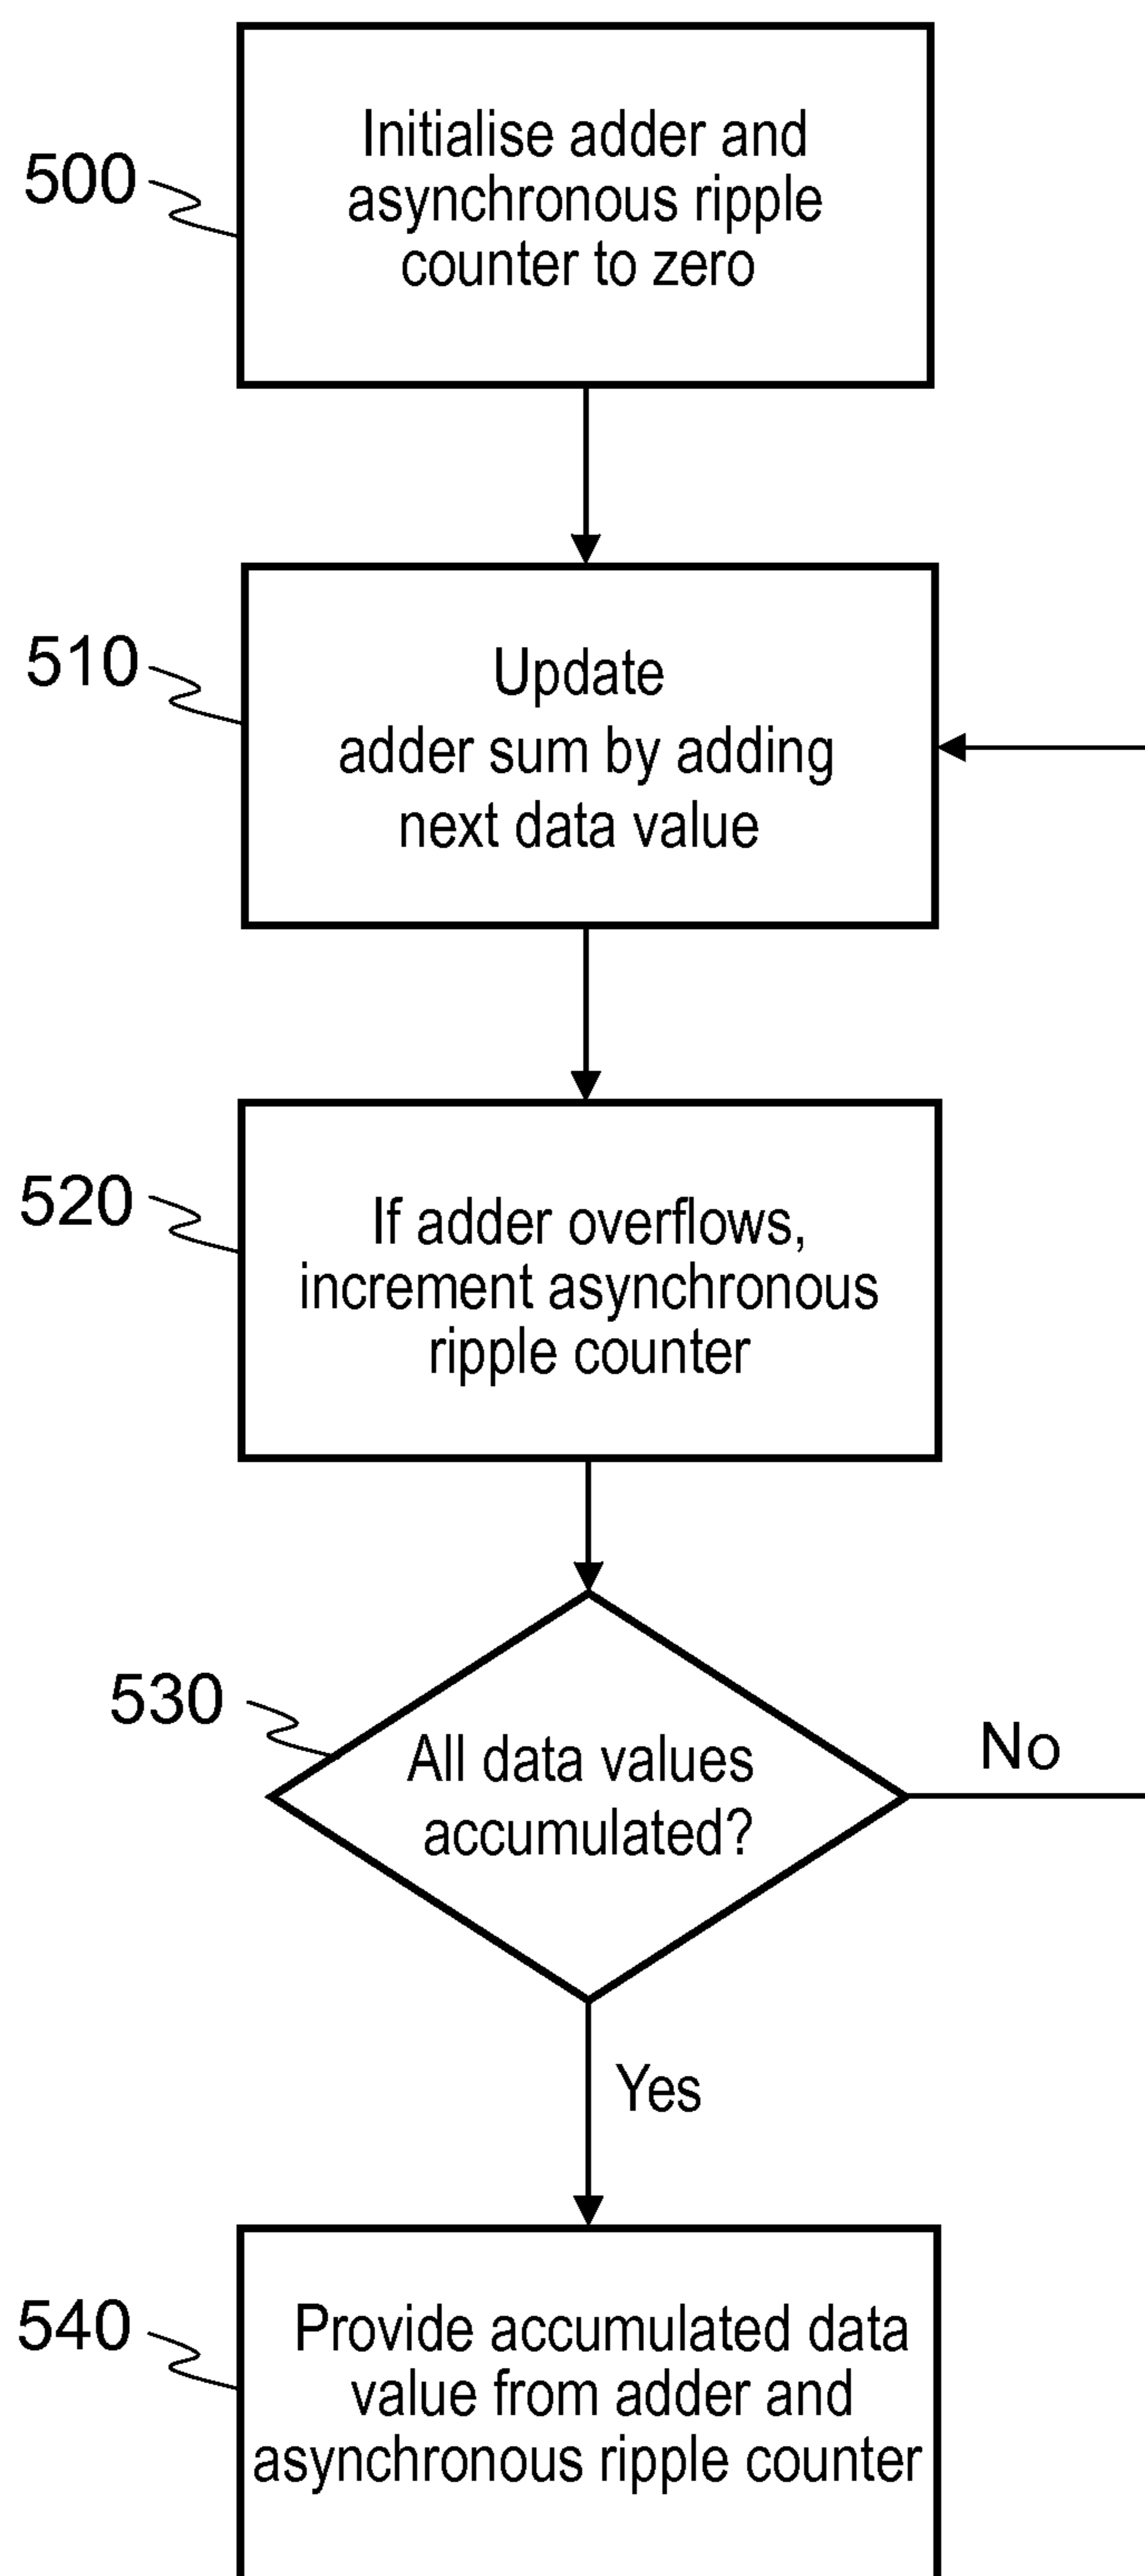 500
Initialise adder and
asynchronous ripple
counter to zero
510
Update
adder sum by adding
next data value
520
If adder overflows,
increment asynchronous
ripple counter
530
All data values
accumulated?
No
Yes
540
Provide accumulated data
value from adder and
asynchronous ripple counter